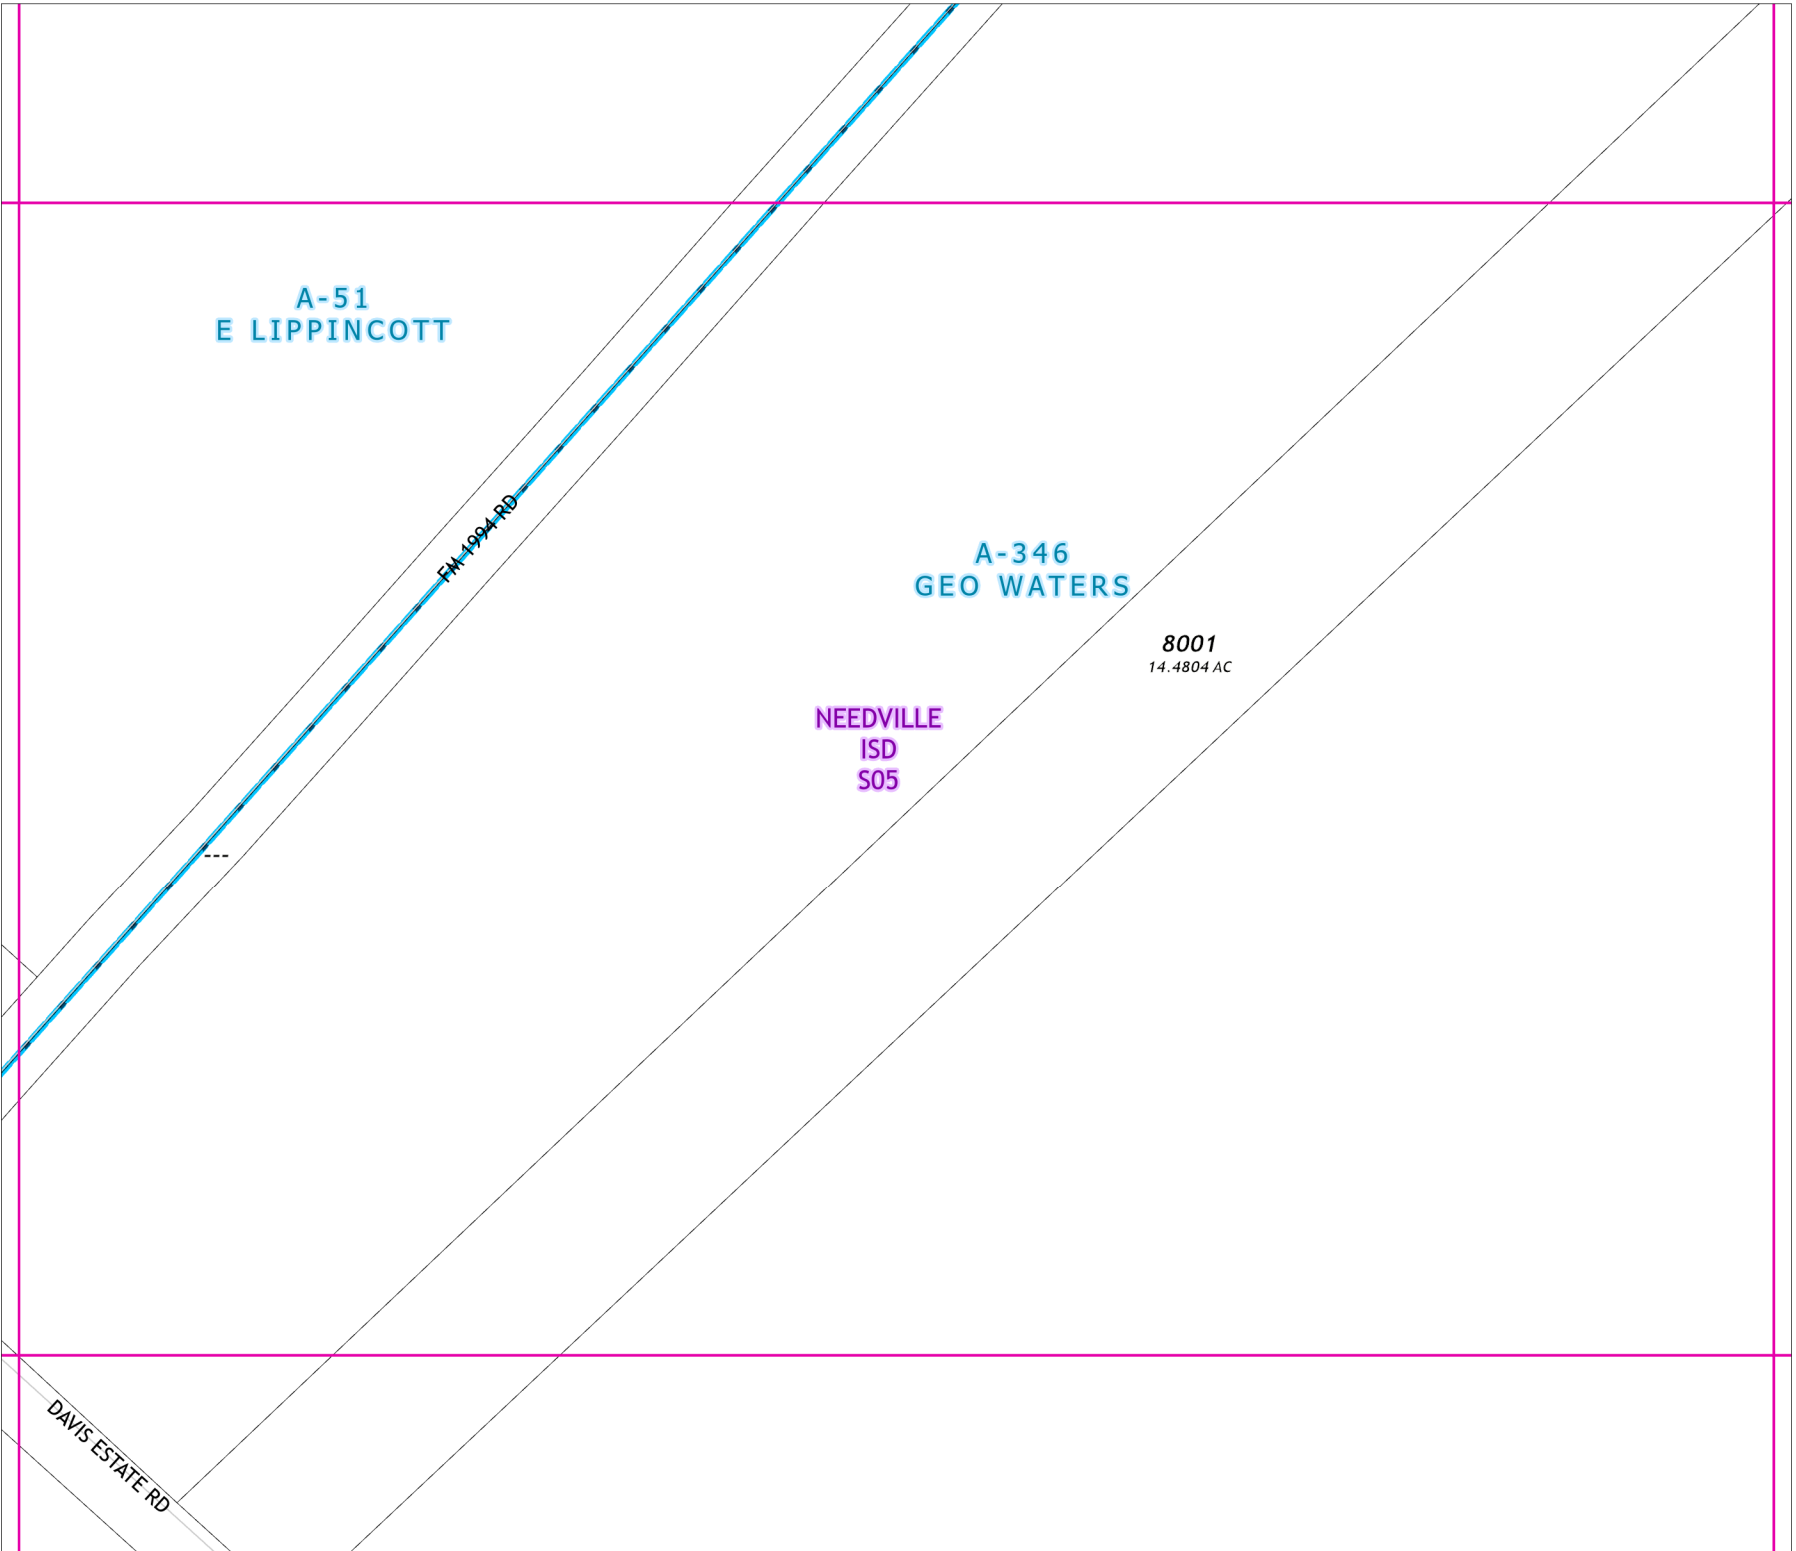 A-51
E LIPPINCOTT
FM 1994 RD
A-346
GEO WATERS
8001
14.4804 AC
NEEDVILLE
ISD
S05
---
DAVIS ESTATE RD